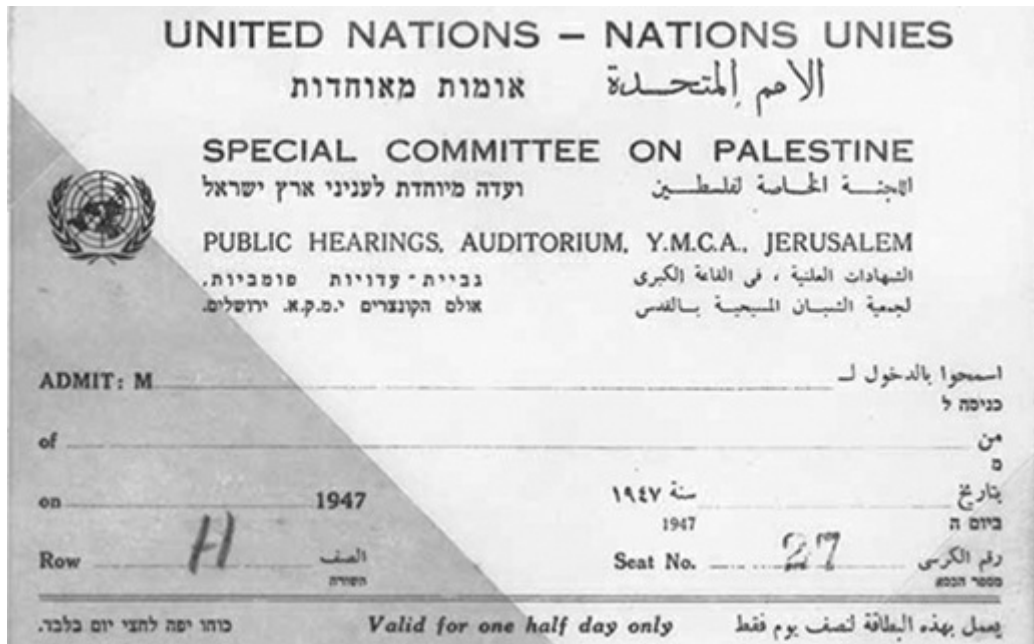 UNITED NATIONS – NATIONS UNIES
אומות מאוחדות الامم المتحدة
SPECIAL COMMITTEE ON PALESTINE
ועדה מיוחדת לעניני ארץ ישראל اللجنة الخاصة لفلسطين
PUBLIC HEARINGS, AUDITORIUM, Y.M.C.A., JERUSALEM
גביית-עדויות פומביות, الشهادات العلنية ، فى القاعة الكبرى
אולם הקונצרים י.מ.ק.א. ירושלים. لجمعية الشبان المسيحية بالقدس
ADMIT: M اسمحوا بالدخول لـ
כניסה ל
of من
מ
on 1947 سنة ١٩٤٧ بتاريخ
1947 ביום ה
Row H الصف Seat No. 27 رقم الكرسى
השורה מספר הכסא
כוחו יפה לחצי יום בלבד. Valid for one half day only يعمل بهذه البطاقة لنصف يوم فقط